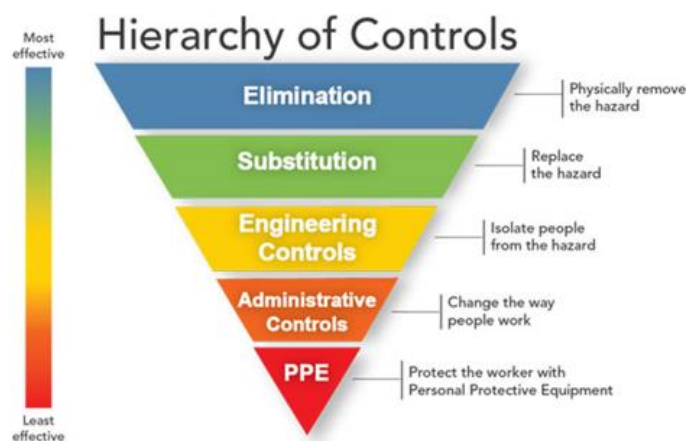 Hierarchy of Controls
Most
effective
Elimination
Physically remove
the hazard
Substitution
Replace
the hazard
Engineering
Controls
Isolate people
from the hazard
Administrative
Controls
Change the way
people work
PPE
Protect the worker with
Personal Protective Equipment
Least
effective